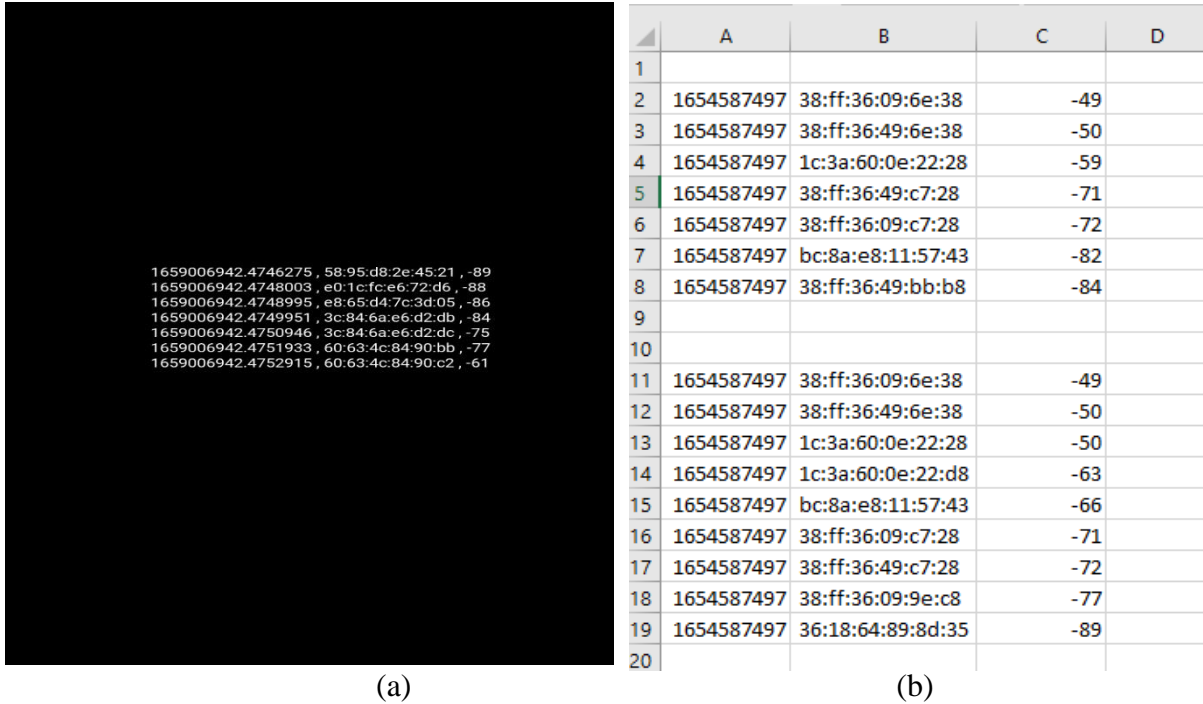 1659006942.4746275 , 58:95:d8:2e:45:21 , -89
1659006942.4748003 , e0:1c:fc:e6:72:d6 , -88
1659006942.4748995 , e8:65:d4:7c:3d:05 , -86
1659006942.4749951 , 3c:84:6a:e6:d2:db , -84
1659006942.4750946 , 3c:84:6a:e6:d2:dc , -75
1659006942.4751933 , 60:63:4c:84:90:bb , -77
1659006942.4752915 , 60:63:4c:84:90:c2 , -61
(a)
A B C D
1
2 1654587497 38:ff:36:09:6e:38 -49
3 1654587497 38:ff:36:49:6e:38 -50
4 1654587497 1c:3a:60:0e:22:28 -59
5 1654587497 38:ff:36:49:c7:28 -71
6 1654587497 38:ff:36:09:c7:28 -72
7 1654587497 bc:8a:e8:11:57:43 -82
8 1654587497 38:ff:36:49:bb:b8 -84
9
10
11 1654587497 38:ff:36:09:6e:38 -49
12 1654587497 38:ff:36:49:6e:38 -50
13 1654587497 1c:3a:60:0e:22:28 -50
14 1654587497 1c:3a:60:0e:22:d8 -63
15 1654587497 bc:8a:e8:11:57:43 -66
16 1654587497 38:ff:36:09:c7:28 -71
17 1654587497 38:ff:36:49:c7:28 -72
18 1654587497 38:ff:36:09:9e:c8 -77
19 1654587497 36:18:64:89:8d:35 -89
20
(b)